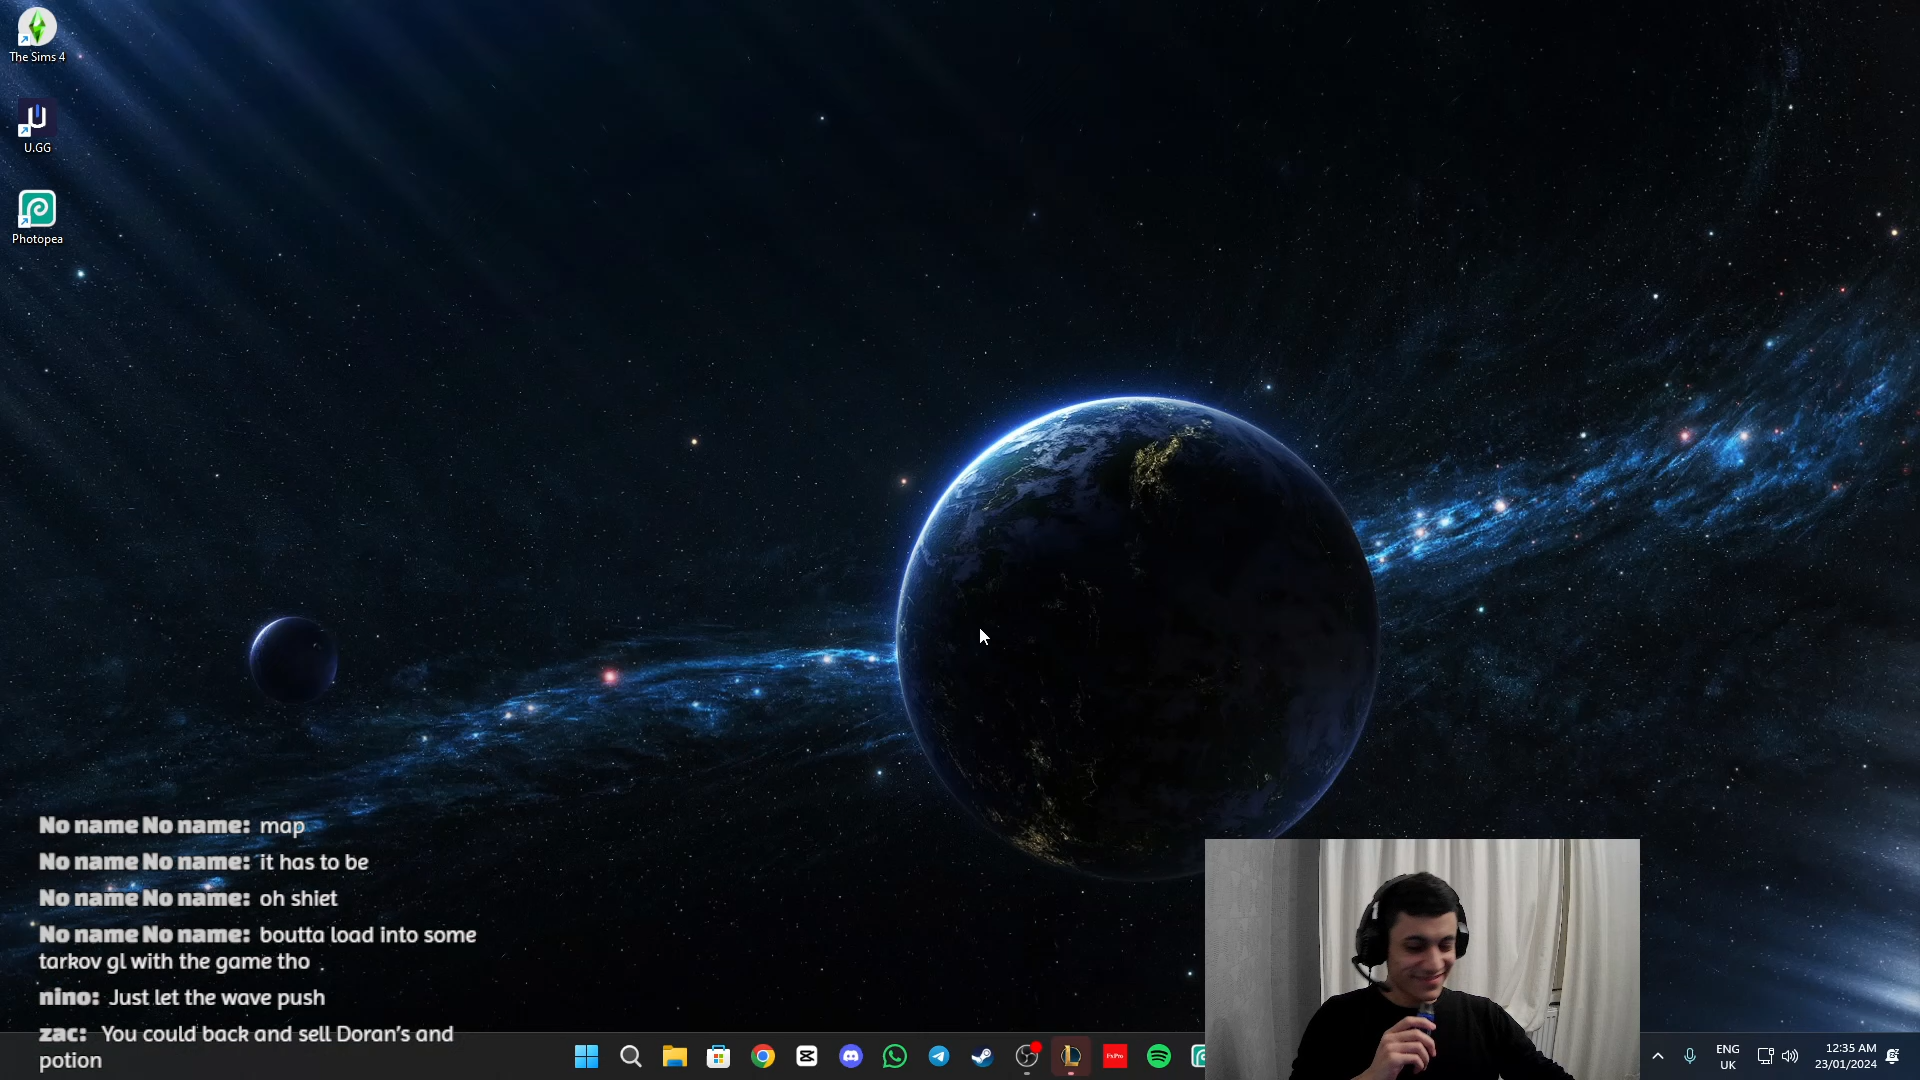 The Sims 4
U.GG
Photopea
No name No name: map
No name No name: it has to be
No name No name: oh shiet
No name No name: boutta load into some
tarkov gl with the game tho
nino: Just let the wave push
zac: You could back and sell Doran's and
potion
FxPro
ENG
UK
12:35 AM
23/01/2024